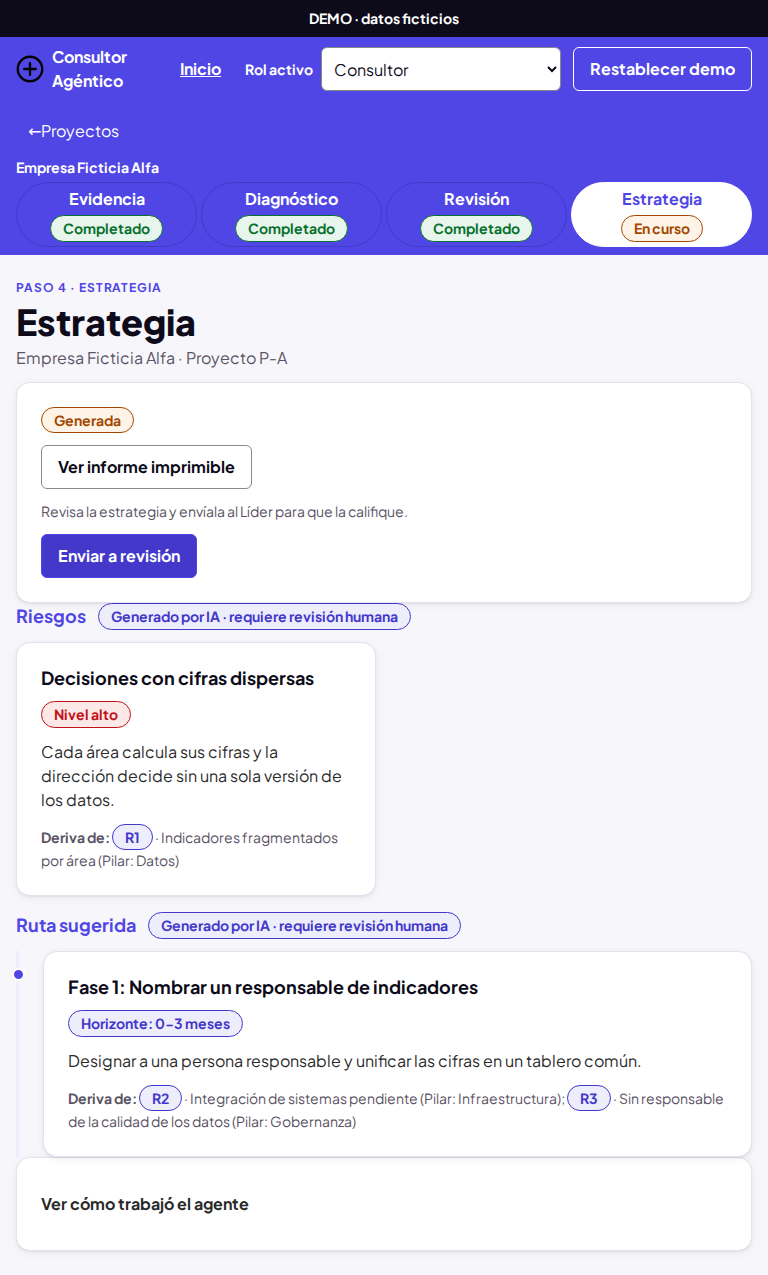 DEMO · datos ficticios
Consultor
Agéntico
Inicio
Rol activo
Consultor
Restablecer demo
←Proyectos
Empresa Ficticia Alfa
Evidencia
Completado
Diagnóstico
Completado
Revisión
Completado
Estrategia
En curso
PASO 4 · ESTRATEGIA
Estrategia
Empresa Ficticia Alfa · Proyecto P-A
Generada
Ver informe imprimible
Revisa la estrategia y envíala al Líder para que la califique.
Enviar a revisión
Riesgos
Generado por IA · requiere revisión humana
Decisiones con cifras dispersas
Nivel alto
Cada área calcula sus cifras y la
dirección decide sin una sola versión de
los datos.
Deriva de: R1 · Indicadores fragmentados
por área (Pilar: Datos)
Ruta sugerida
Generado por IA · requiere revisión humana
Fase 1: Nombrar un responsable de indicadores
Horizonte: 0–3 meses
Designar a una persona responsable y unificar las cifras en un tablero común.
Deriva de: R2 · Integración de sistemas pendiente (Pilar: Infraestructura); R3 · Sin responsable
de la calidad de los datos (Pilar: Gobernanza)
Ver cómo trabajó el agente